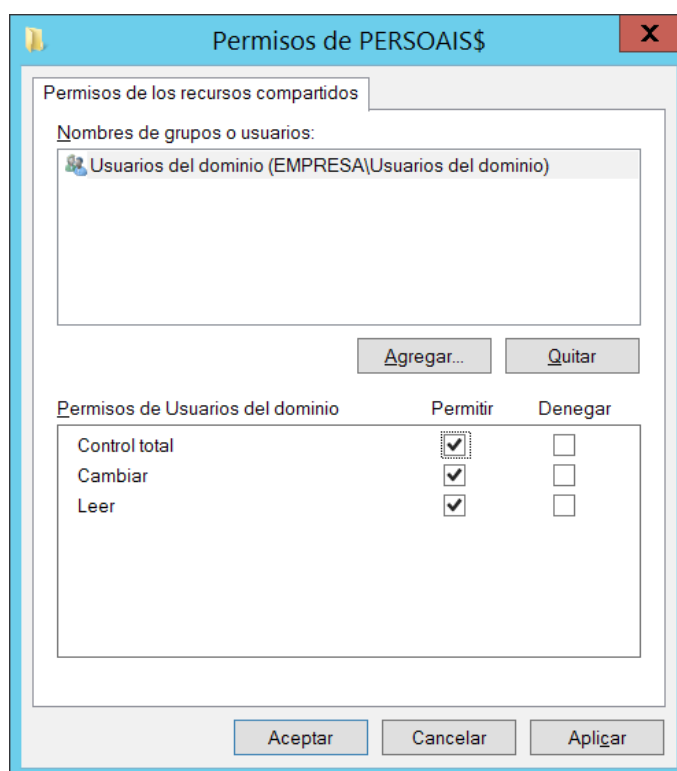 Permisos de PERSOAIS$
X
Permisos de los recursos compartidos
Nombres de grupos o usuarios:
Usuarios del dominio (EMPRESA\Usuarios del dominio)
Agregar... Quitar
Permisos de Usuarios del dominio Permitir Denegar
Control total
Cambiar
Leer
Aceptar Cancelar Aplicar